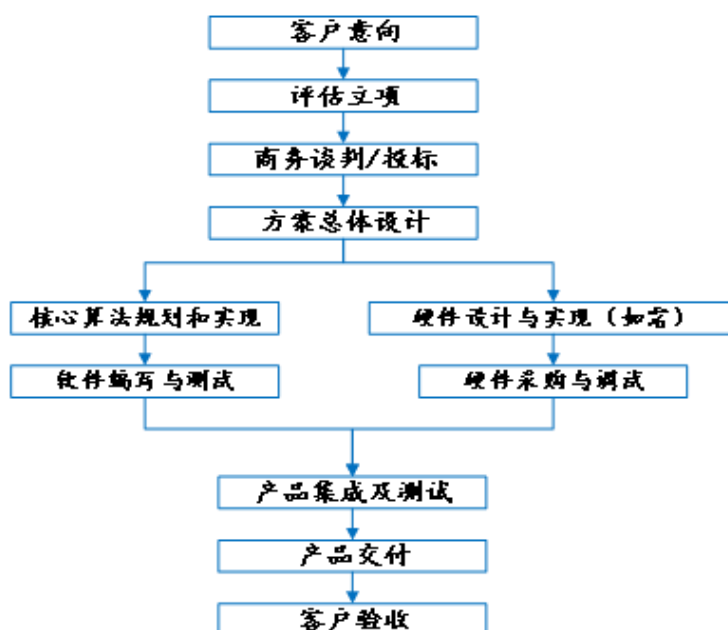 客户意向
评估立项
商务谈判/投标
方案总体设计
核心算法规划和实现
硬件设计与实现（如需）
软件编写与测试
硬件采购与调试
产品集成及测试
产品交付
客户验收